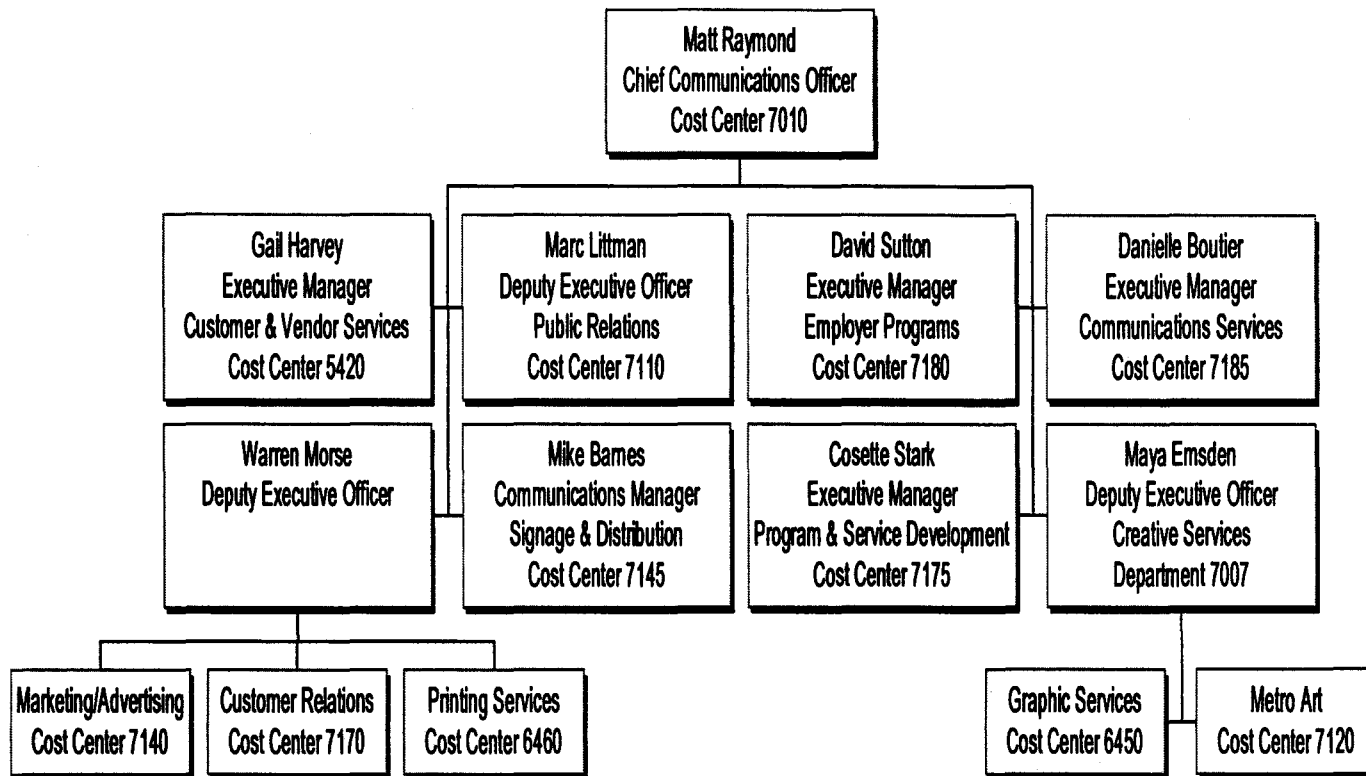 Matt Raymond
Chief Communications Officer
Cost Center 7010
Gail Harvey
Executive Manager
Customer & Vendor Services
Cost Center 5420
Marc Littman
Deputy Executive Officer
Public Relations
Cost Center 7110
David Sutton
Executive Manager
Employer Programs
Cost Center 7180
Danielle Boutier
Executive Manager
Communications Services
Cost Center 7185
Warren Morse
Deputy Executive Officer
Mike Barnes
Communications Manager
Signage & Distribution
Cost Center 7145
Cosette Stark
Executive Manager
Program & Service Development
Cost Center 7175
Maya Emsden
Deputy Executive Officer
Creative Services
Department 7007
Marketing/Advertising
Cost Center 7140
Customer Relations
Cost Center 7170
Printing Services
Cost Center 6460
Graphic Services
Cost Center 6450
Metro Art
Cost Center 7120